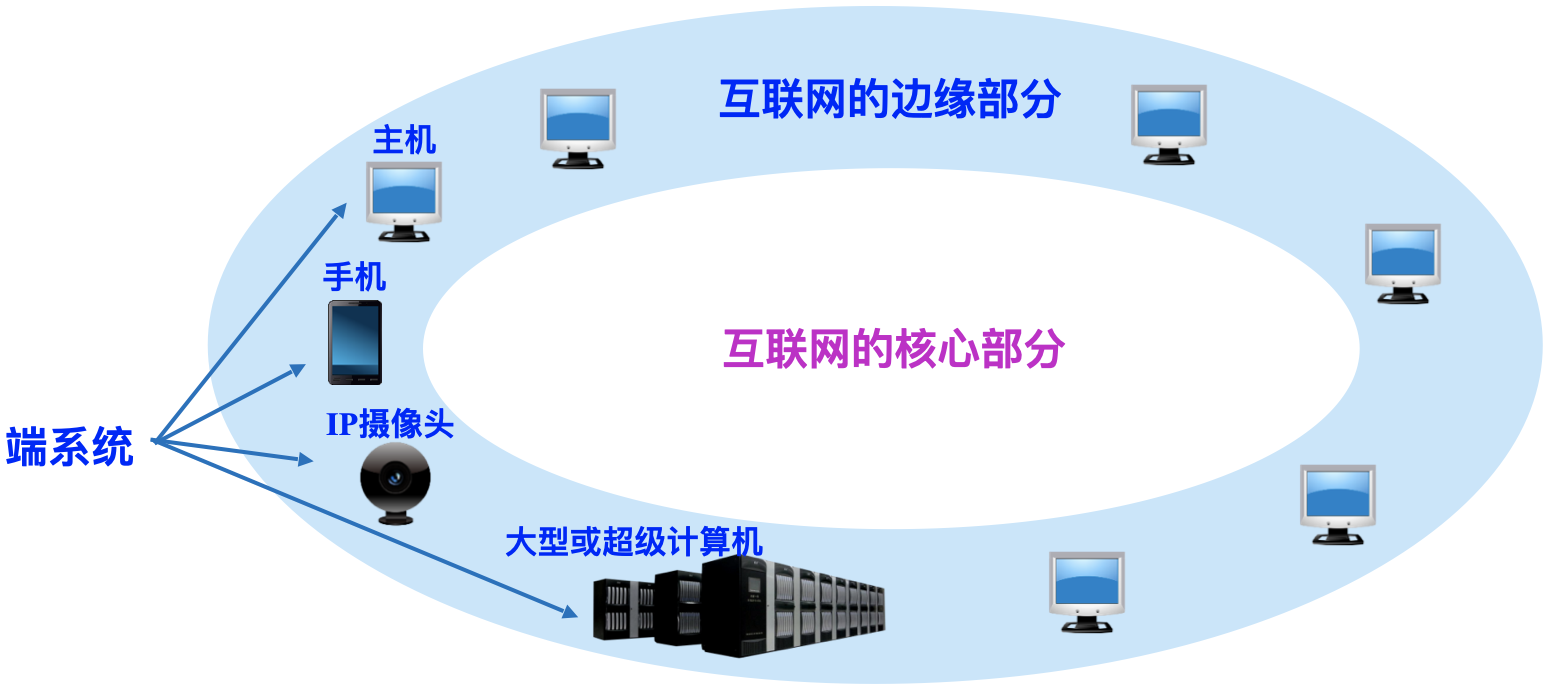 互联网的边缘部分
主机
手机
互联网的核心部分
IP摄像头
端系统
大型或超级计算机